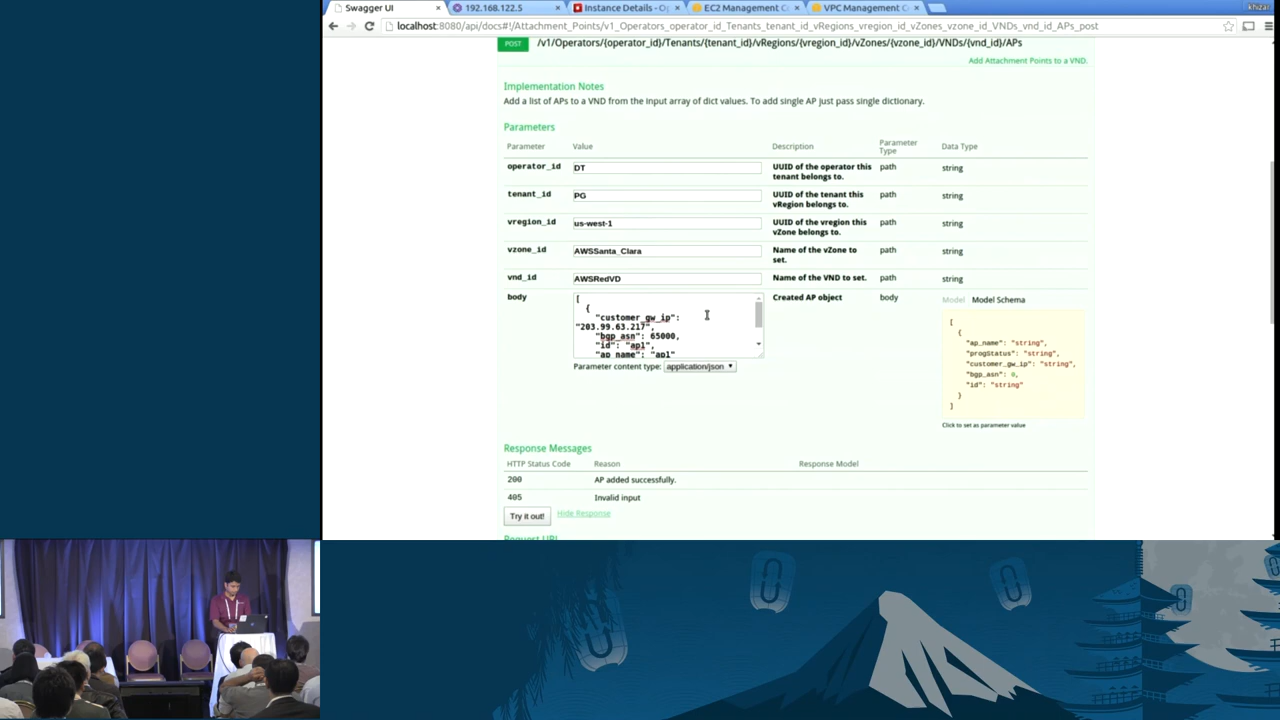 Swagger UI
192.168.122.5
Instance Details - Op
EC2 Management Co
VPC Management C
khizar
localhost:8080/api/docs#!/Attachment_Points/v1_Operators_operator_id_Tenants_tenant_id_vRegions_vregion_id_vZones_vzone_id_VNDs_vnd_id_APs_post
POST /v1/Operators/{operator_id}/Tenants/{tenant_id}/vRegions/{vregion_id}/vZones/{vzone_id}/VNDs/{vnd_id}/APs
Add Attachment Points to a VND.
Implementation Notes
Add a list of APs to a VND from the input array of dict values. To add single AP just pass single dictionary.
Parameters
Parameter Value Description Parameter Type Data Type
operator_id DT UUID of the operator this tenant belongs to. path string
tenant_id PG UUID of the tenant this vRegion belongs to. path string
vregion_id us-west-1 UUID of the vregion this vZone belongs to. path string
vzone_id AWSSanta_Clara Name of the vZone to set. path string
vnd_id AWSRedVD Name of the VND to set. path string
body
[
{
"customer_gw_ip":
"203.99.63.217",
"bgp_asn": 65000,
"id": "ap1",
"ap_name": "ap1"
Created AP object body
Model Model Schema
[
{
"ap_name": "string",
"progStatus": "string",
"customer_gw_ip": "string",
"bgp_asn": 0,
"id": "string"
}
]
Click to set as parameter value
Parameter content type: application/json
Response Messages
HTTP Status Code Reason Response Model
200 AP added successfully.
405 Invalid input
Try it out! Hide Response
Request URL